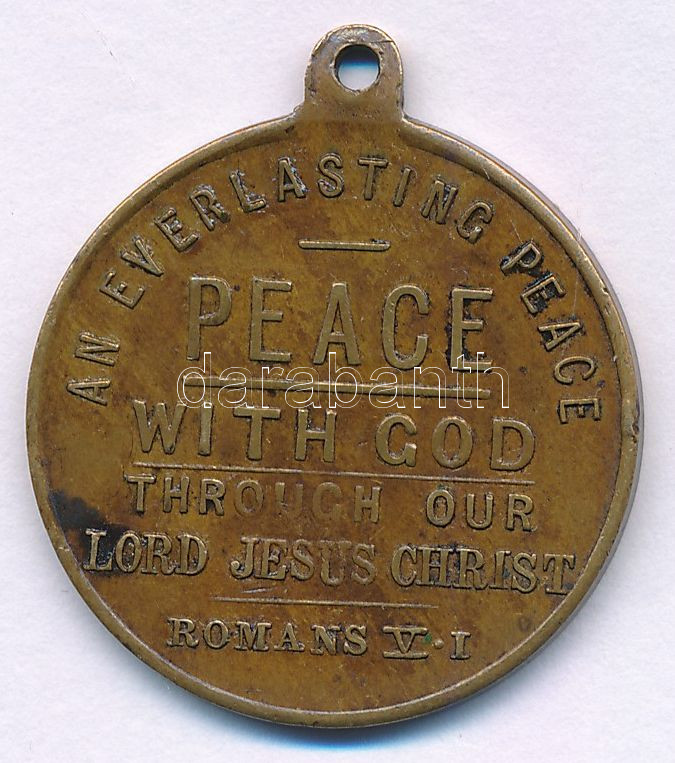 AN EVERLASTING PEACE
PEACE
darabanth
WITH GOD
THROUGH OUR
LORD JESUS CHRIST
ROMANS V·I